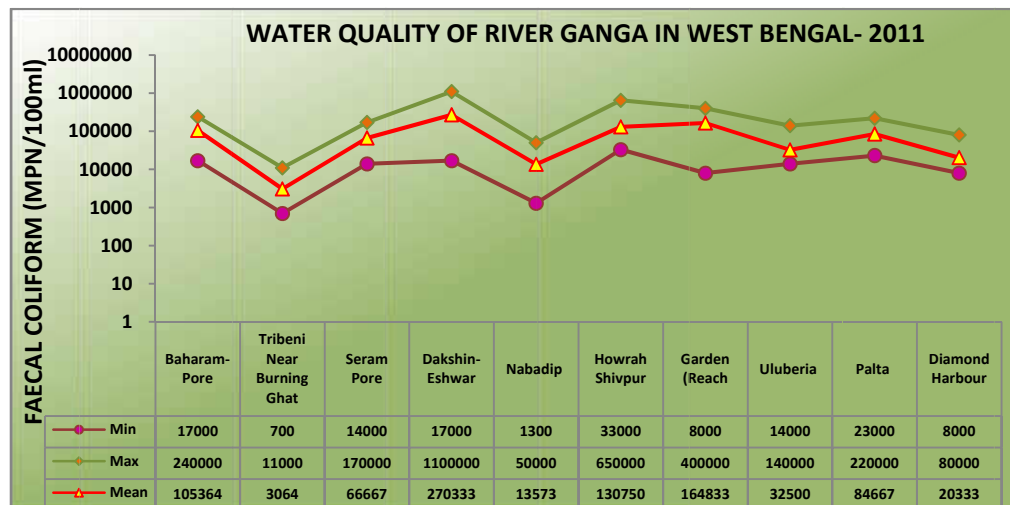 WATER QUALITY OF RIVER GANGA IN WEST BENGAL- 2011
FAECAL COLIFORM (MPN/100ml)
10000000
1000000
100000
10000
1000
100
10
1
Baharam-Pore Tribeni Near Burning Ghat Seram Pore Dakshin-Eshwar Nabadip Howrah Shivpur Garden (Reach Uluberia Palta Diamond Harbour
Min 17000 700 14000 17000 1300 33000 8000 14000 23000 8000
Max 240000 11000 170000 1100000 50000 650000 400000 140000 220000 80000
Mean 105364 3064 66667 270333 13573 130750 164833 32500 84667 20333